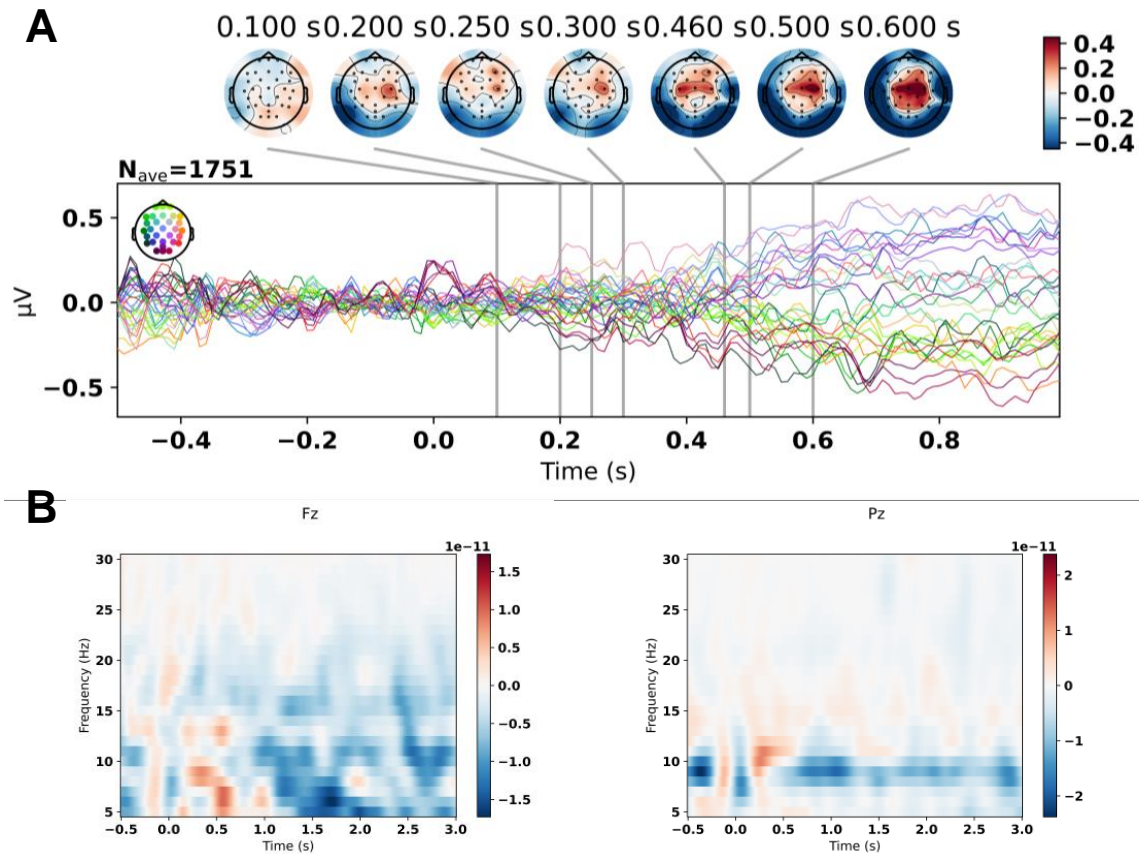 A
0.100 s0.200 s0.250 s0.300 s0.460 s0.500 s0.600 s
0.4
0.2
0.0
−0.2
−0.4
Nave=1751
0.5
0.0
−0.5
µV
−0.4 −0.2 0.0 0.2 0.4 0.6 0.8
Time (s)
B
Fz
1e−11
30
25
20
15
10
5
Frequency (Hz)
−0.5 0.0 0.5 1.0 1.5 2.0 2.5 3.0
Time (s)
1.5
1.0
0.5
0.0
−0.5
−1.0
−1.5
Pz
1e−11
30
25
20
15
10
5
Frequency (Hz)
−0.5 0.0 0.5 1.0 1.5 2.0 2.5 3.0
Time (s)
2
1
0
−1
−2